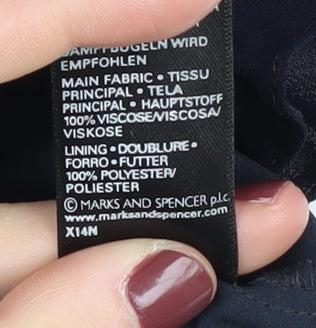 DAMPFBÜGELN WIRD
EMPFOHLEN
MAIN FABRIC • TISSU
PRINCIPAL • TELA
PRINCIPAL • HAUPTSTOFF
100% VISCOSE/VISCOSA/
VISKOSE
LINING • DOUBLURE •
FORRO • FUTTER
100% POLYESTER/
POLIESTER
© MARKS AND SPENCER p.l.c.
www.marksandspencer.com
X14N